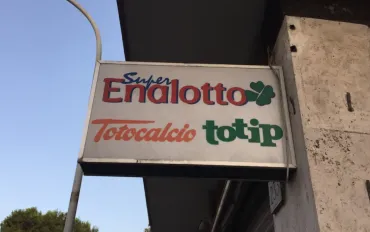 Super
Enalotto
Totocalcio totip